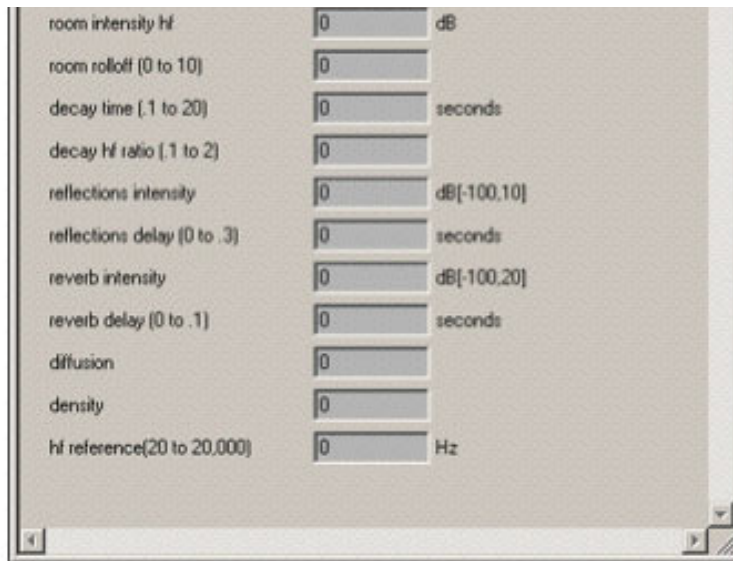 room intensity hf 0 dB
room rolloff (0 to 10) 0
decay time (.1 to 20) 0 seconds
decay hf ratio (.1 to 2) 0
reflections intensity 0 dB[-100,10]
reflections delay (0 to .3) 0 seconds
reverb intensity 0 dB[-100,20]
reverb delay (0 to .1) 0 seconds
diffusion 0
density 0
hf reference(20 to 20,000) 0 Hz